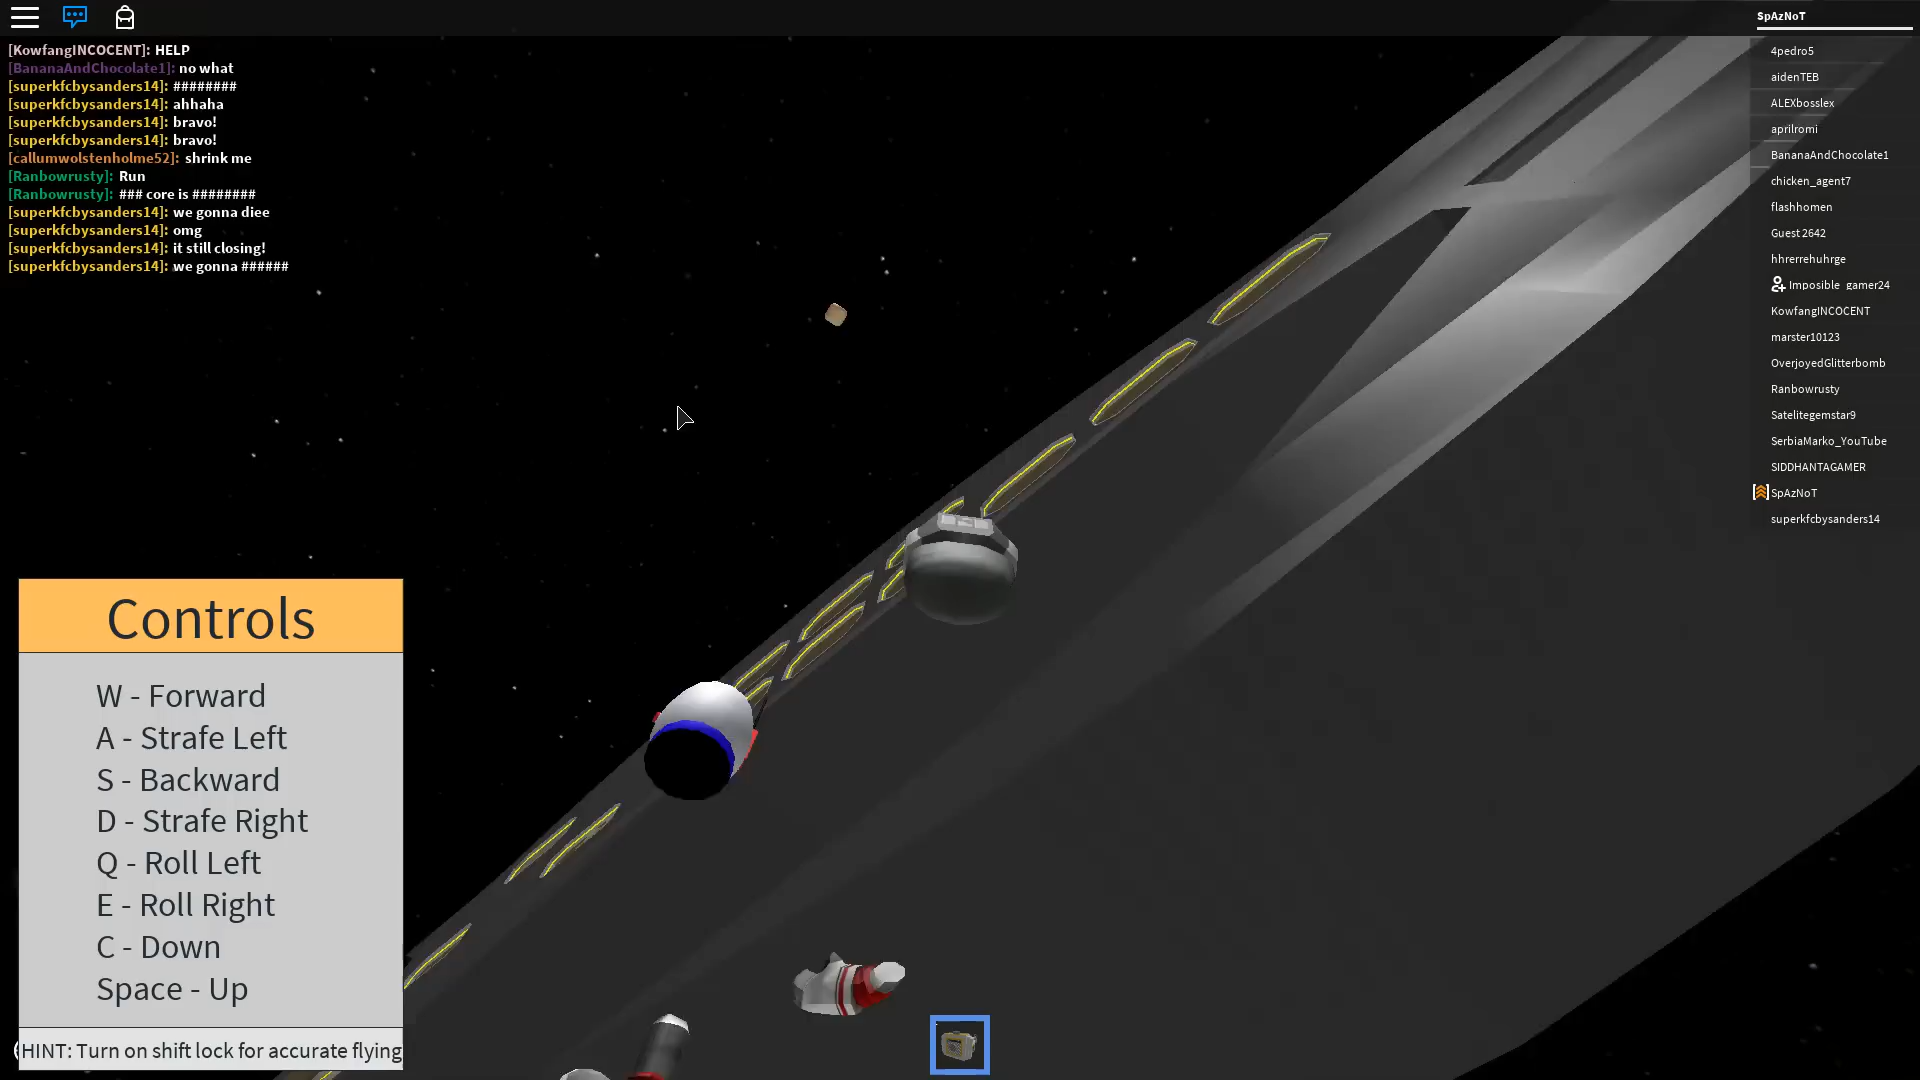 [KowfangINCOCENT]: HELP
[BananaAndChocolate1]: no what
[superkfcbysanders14]: ########
[superkfcbysanders14]: ahhaha
[superkfcbysanders14]: bravo!
[superkfcbysanders14]: bravo!
[callumwolstenholme52]: shrink me
[Ranbowrusty]: Run
[Ranbowrusty]: ### core is ########
[superkfcbysanders14]: we gonna diee
[superkfcbysanders14]: omg
[superkfcbysanders14]: it still closing!
[superkfcbysanders14]: we gonna ######
SpAzNoT
4pedro5
aidenTEB
ALEXbosslex
aprilromi
BananaAndChocolate1
chicken_agent7
flashhomen
Guest 2642
hhrerrehuhrge
Imposible_gamer24
KowfangINCOCENT
marster10123
OverjoyedGlitterbomb
Ranbowrusty
Satelitegemstar9
SerbiaMarko_YouTube
SIDDHANTAGAMER
SpAzNoT
superkfcbysanders14
Controls
W - Forward
A - Strafe Left
S - Backward
D - Strafe Right
Q - Roll Left
E - Roll Right
C - Down
Space - Up
HINT: Turn on shift lock for accurate flying